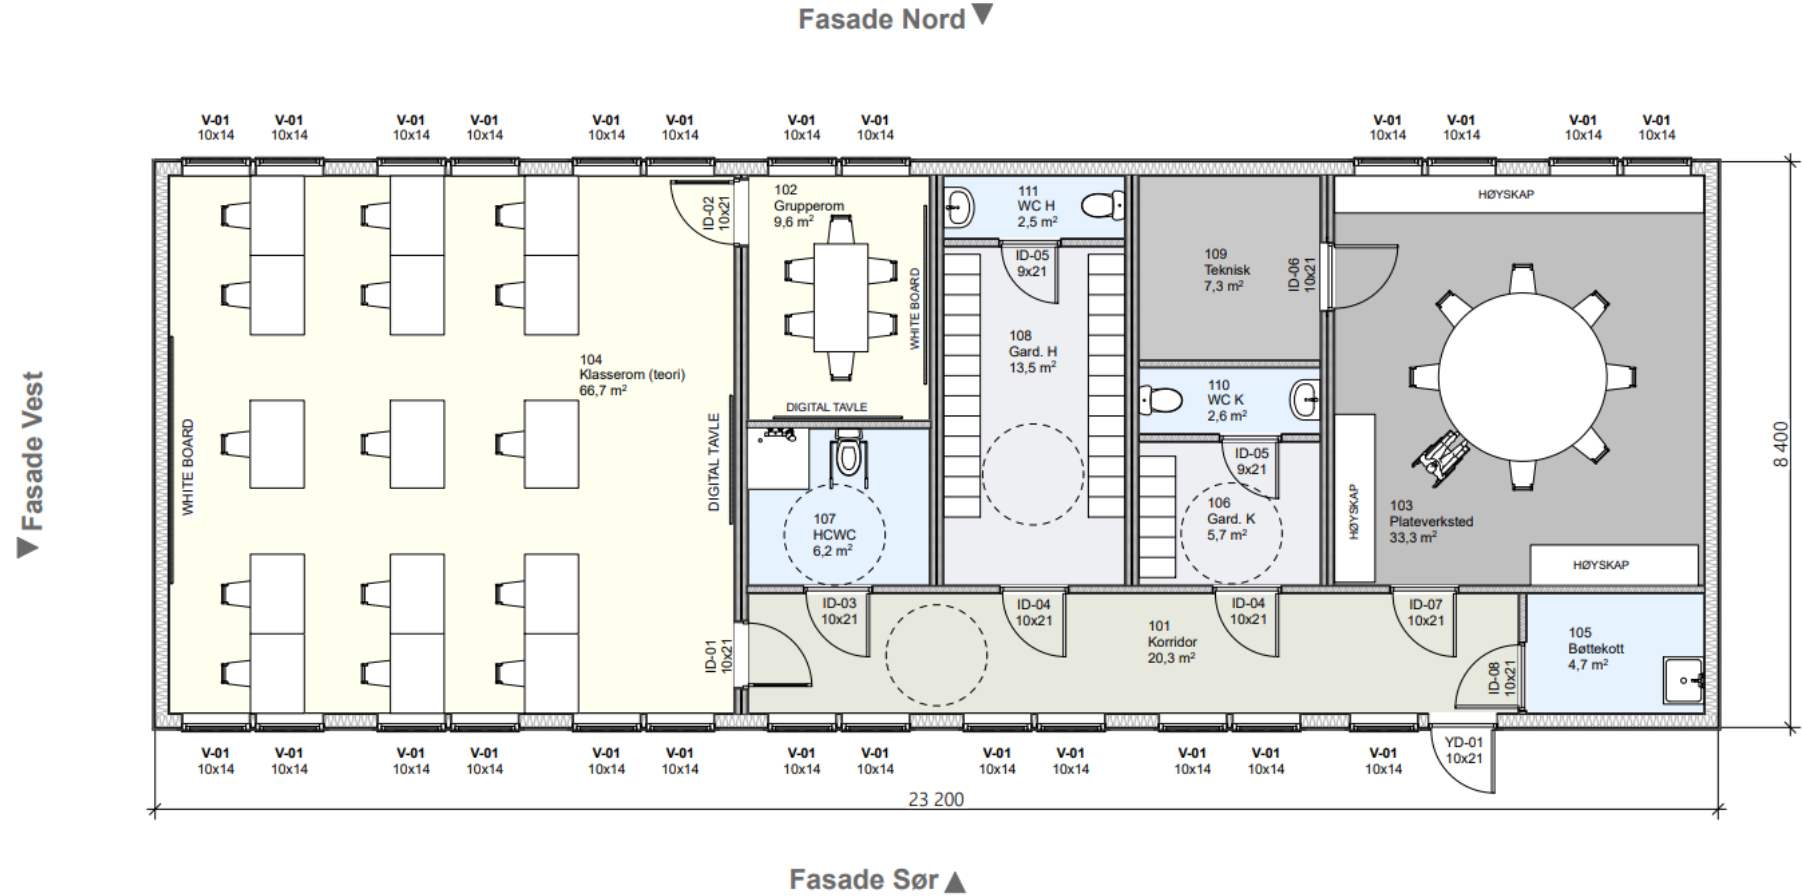 Fasade Nord
V-01 V-01 V-01 V-01 V-01 V-01 V-01 V-01 V-01 V-01 V-01 V-01
10x14 10x14 10x14 10x14 10x14 10x14 10x14 10x14 10x14 10x14 10x14 10x14
ID-02
10x21
102
Grupperom
9,6 m²
WHITE BOARD
DIGITAL TAVLE
111
WC H
2,5 m²
ID-05
9x21
109
Teknisk
7,3 m²
ID-06
10x21
HØYSKAP
104
Klasserom (teori)
66,7 m²
108
Gard. H
13,5 m²
110
WC K
2,6 m²
ID-05
9x21
Fasade Vest
WHITE BOARD
DIGITAL TAVLE
107
HCWC
6,2 m²
106
Gard. K
5,7 m²
HØYSKAP
103
Plateverksted
33,3 m²
HØYSKAP
8 400
ID-03
10x21
ID-04
10x21
ID-04
10x21
ID-07
10x21
ID-01
10x21
101
Korridor
20,3 m²
ID-08
10x21
105
Bøttekott
4,7 m²
V-01 V-01 V-01 V-01 V-01 V-01 V-01 V-01 V-01 V-01 V-01 V-01 V-01
10x14 10x14 10x14 10x14 10x14 10x14 10x14 10x14 10x14 10x14 10x14 10x14 10x14
YD-01
10x21
23 200
Fasade Sør